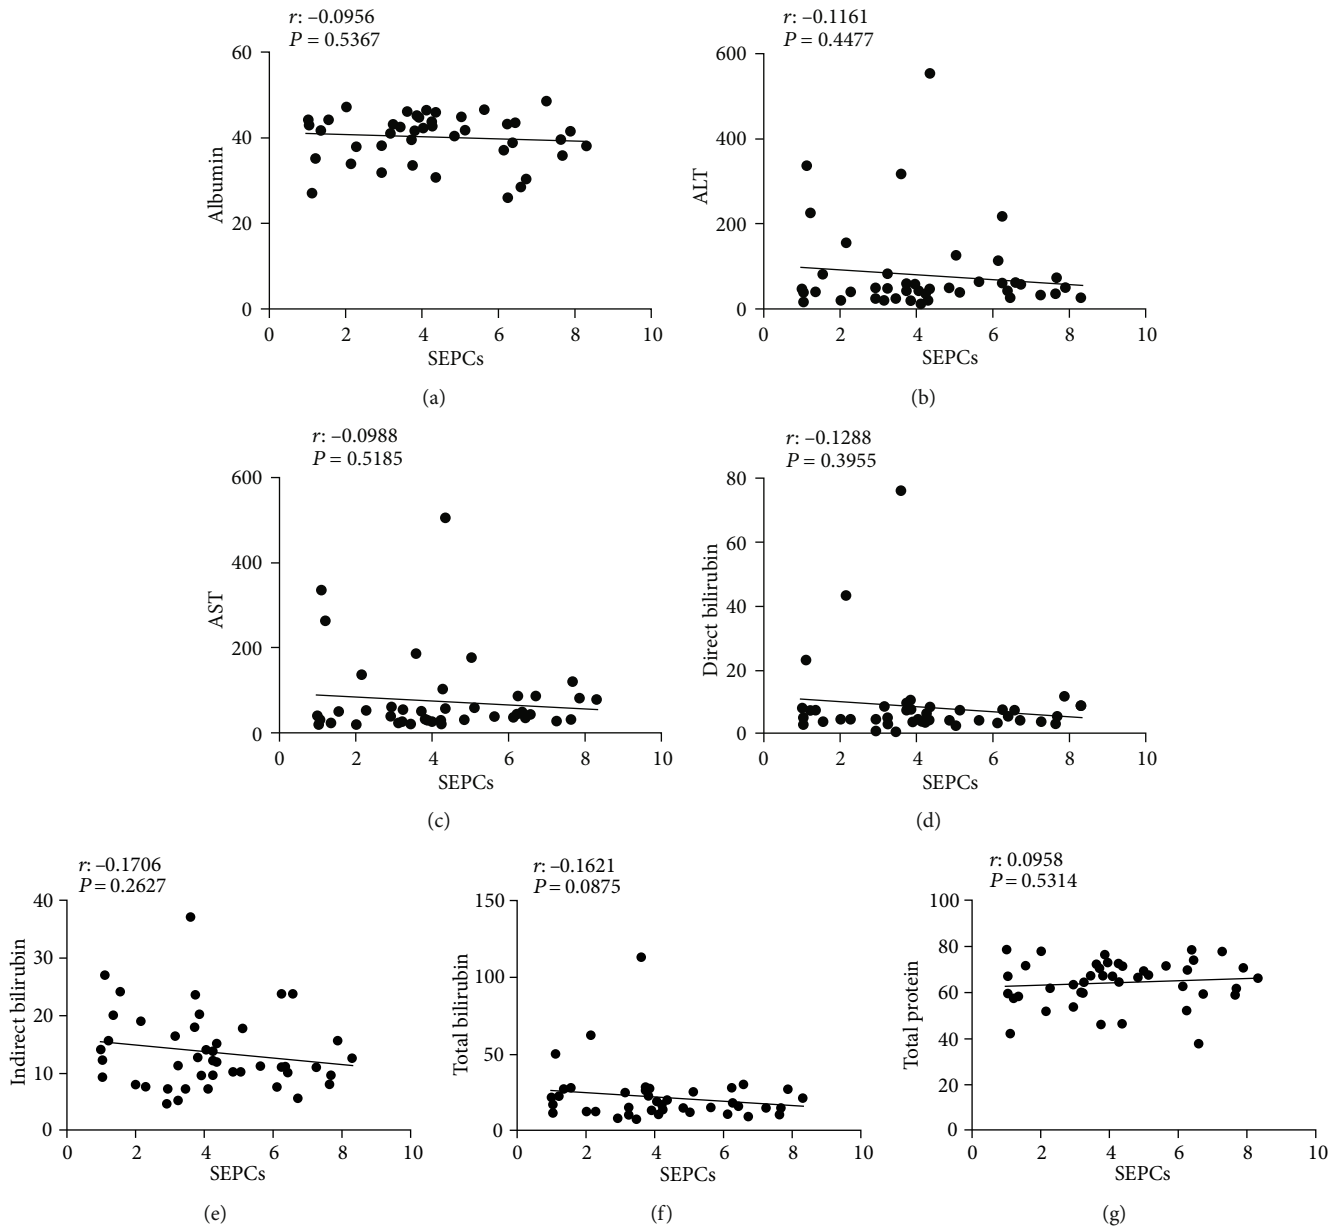 r: –0.0956
P = 0.5367
60
40
20
0
Albumin
0 2 4 6 8 10
SEPCs
(a)
r: –0.1161
P = 0.4477
600
400
200
0
ALT
0 2 4 6 8 10
SEPCs
(b)
r: –0.0988
P = 0.5185
600
400
200
0
AST
0 2 4 6 8 10
SEPCs
(c)
r: –0.1288
P = 0.3955
80
60
40
20
0
Direct bilirubin
0 2 4 6 8 10
SEPCs
(d)
r: –0.1706
P = 0.2627
40
30
20
10
0
Indirect bilirubin
0 2 4 6 8 10
SEPCs
(e)
r: –0.1621
P = 0.0875
150
100
50
0
Total bilirubin
0 2 4 6 8 10
SEPCs
(f)
r: 0.0958
P = 0.5314
100
80
60
40
20
0
Total protein
0 2 4 6 8 10
SEPCs
(g)